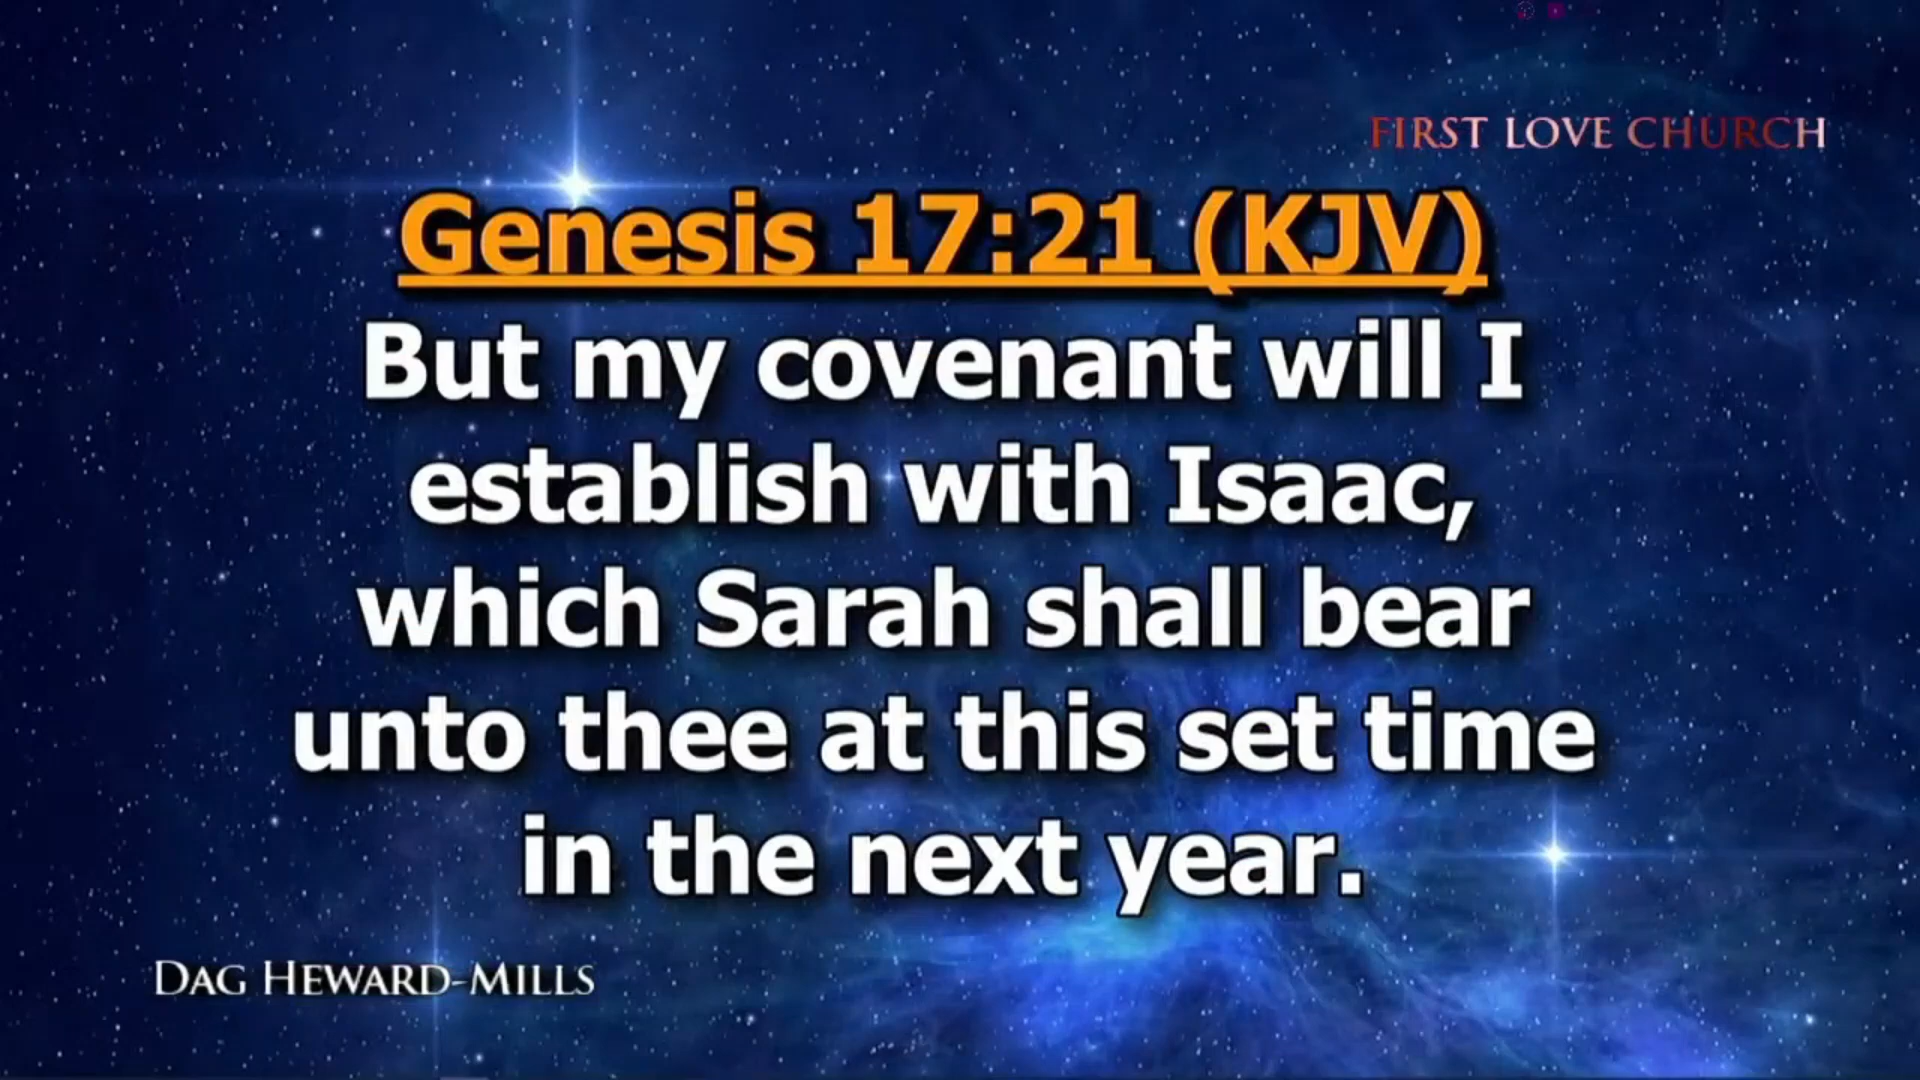 FIRST LOVE CHURCH
Genesis 17:21 (KJV)
But my covenant will I
establish with Isaac,
which Sarah shall bear
unto thee at this set time
in the next year.
DAG HEWARD-MILLS